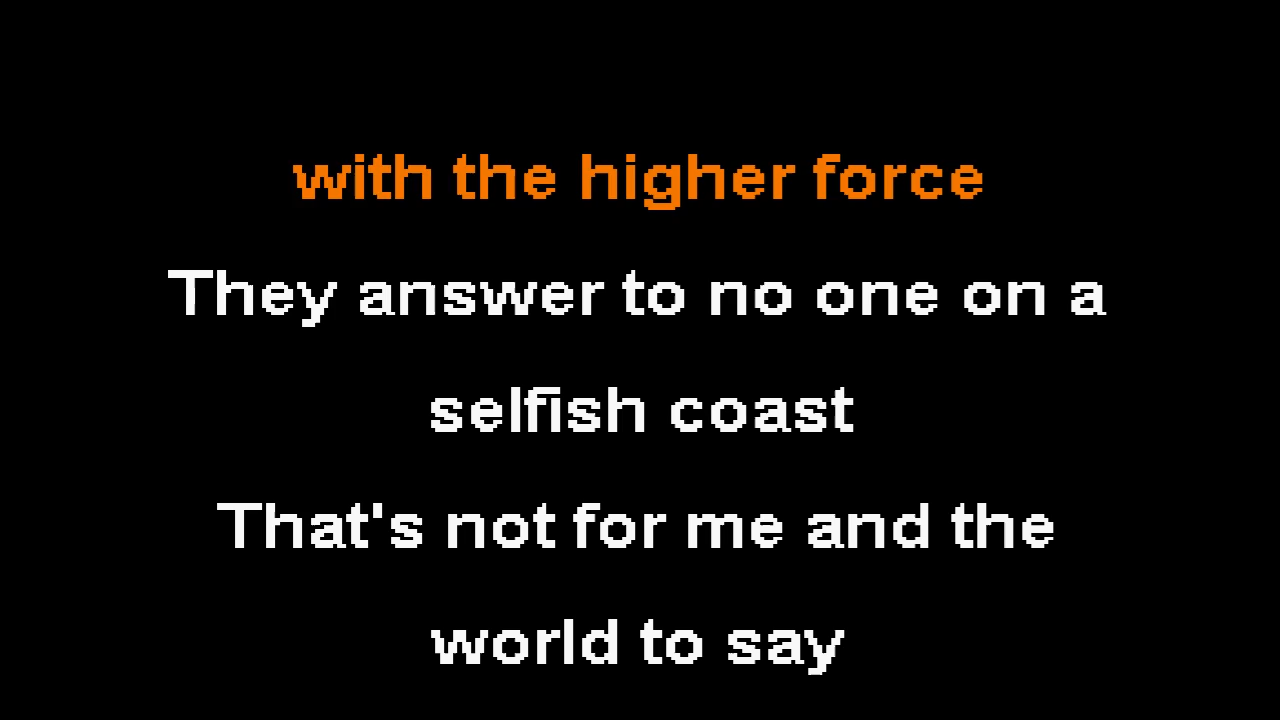 with the higher force
They answer to no one on a
selfish coast
That's not for me and the
world to say